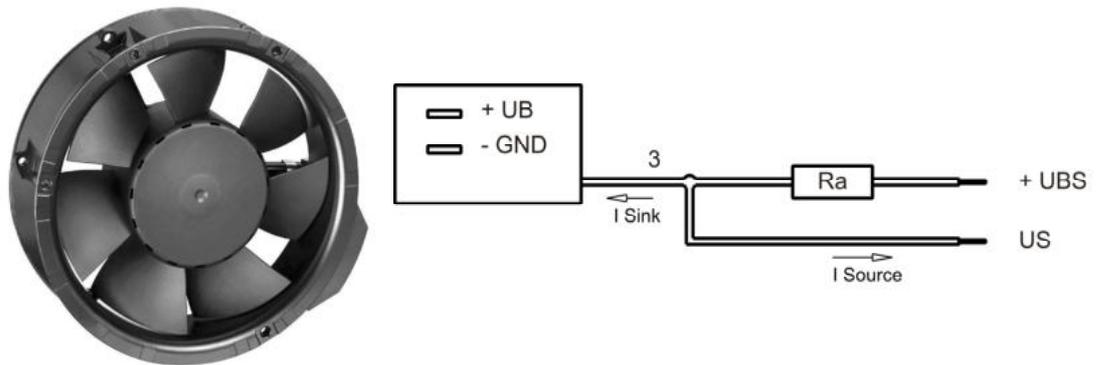 + UB
- GND
3
Ra
+ UBS
I Sink
US
I Source